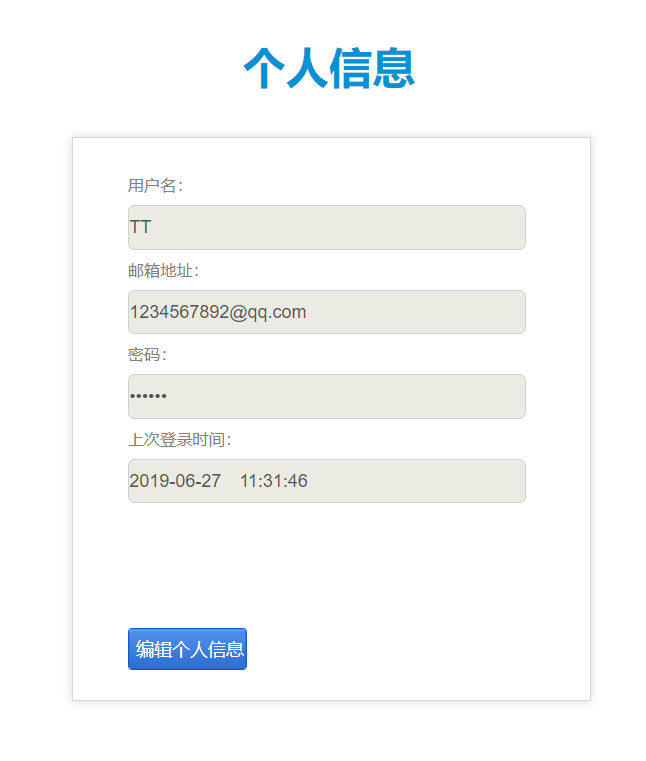 个人信息
用户名：
TT
邮箱地址：
1234567892@qq.com
密码：
••••••
上次登录时间：
2019-06-27 11:31:46
编辑个人信息